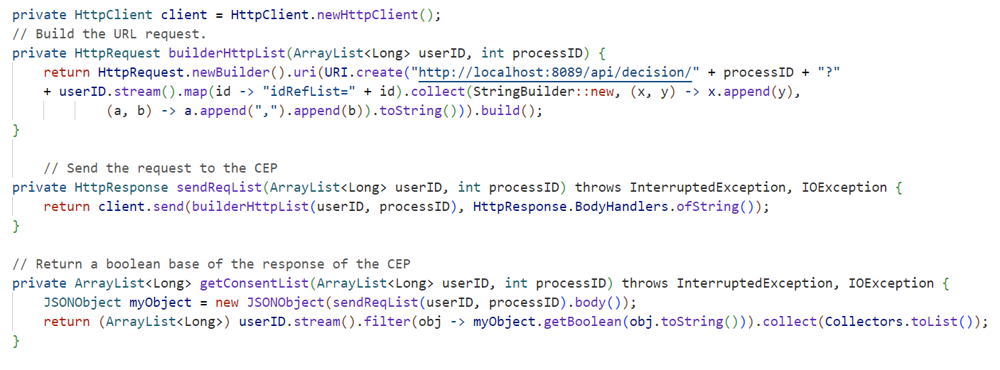 private HttpClient client = HttpClient.newHttpClient();
// Build the URL request.
private HttpRequest builderHttpList(ArrayList<Long> userID, int processID) {
    return HttpRequest.newBuilder().uri(URI.create("http://localhost:8089/api/decision/" + processID + "?"
    + userID.stream().map(id -> "idRefList=" + id).collect(StringBuilder::new, (x, y) -> x.append(y),
            (a, b) -> a.append(",").append(b)).toString())).build();
}
    // Send the request to the CEP
private HttpResponse sendReqList(ArrayList<Long> userID, int processID) throws InterruptedException, IOException {
    return client.send(builderHttpList(userID, processID), HttpResponse.BodyHandlers.ofString());
}
// Return a boolean base of the response of the CEP
private ArrayList<Long> getConsentList(ArrayList<Long> userID, int processID) throws InterruptedException, IOException {
    JSONObject myObject = new JSONObject(sendReqList(userID, processID).body());
    return (ArrayList<Long>) userID.stream().filter(obj -> myObject.getBoolean(obj.toString())).collect(Collectors.toList());
}